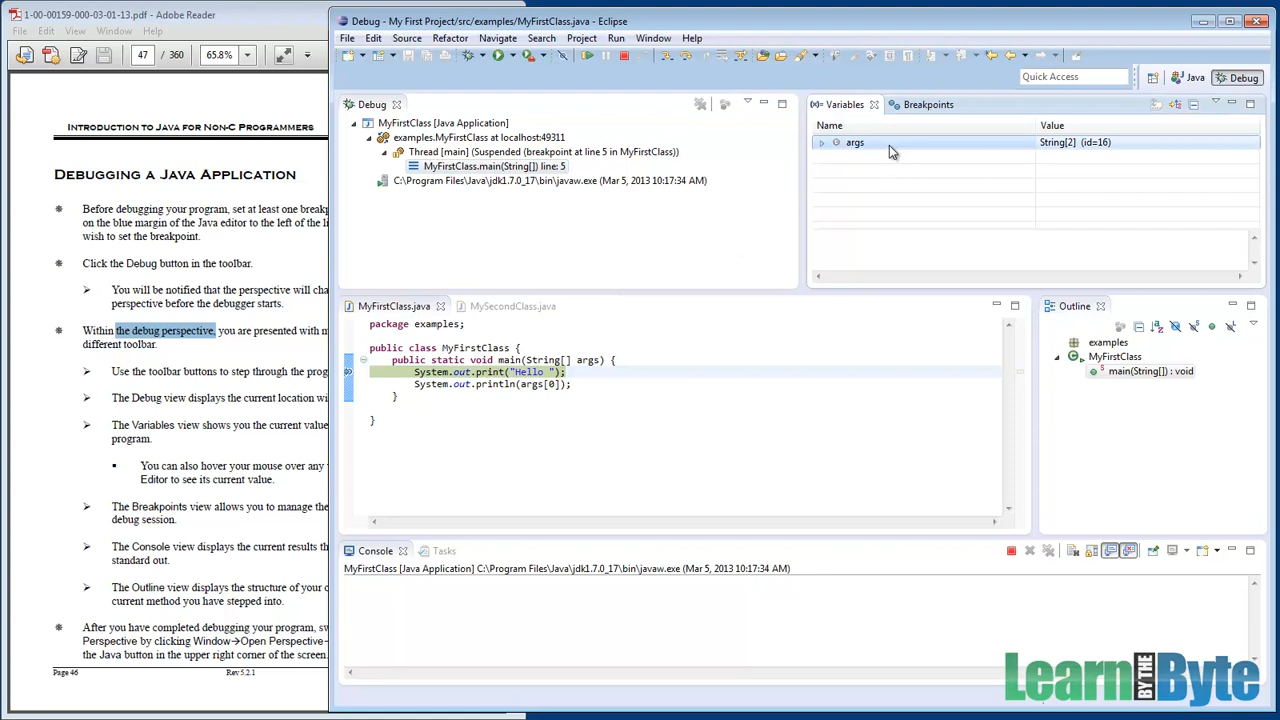 1-00-00159-000-03-01-13.pdf - Adobe Reader
File Edit View Window Help
47 / 360 65.8%
INTRODUCTION TO JAVA FOR NON-C PROGRAMMERS
DEBUGGING A JAVA APPLICATION
Before debugging your program, set at least one breakp
on the blue margin of the Java editor to the left of the li
wish to set the breakpoint.
Click the Debug button in the toolbar.
You will be notified that the perspective will cha
perspective before the debugger starts.
Within the debug perspective, you are presented with m
different toolbar.
Use the toolbar buttons to step through the prog
The Debug view displays the current location wi
The Variables view shows you the current value
program.
You can also hover your mouse over any
Editor to see its current value.
The Breakpoints view allows you to manage the
debug session.
The Console view displays the current results th
standard out.
The Outline view displays the structure of your c
current method you have stepped into.
After you have completed debugging your program, sw
Perspective by clicking Window→Open Perspective
the Java button in the upper right corner of the screen.
Page 46 Rev 5.2.1
Debug - My First Project/src/examples/MyFirstClass.java - Eclipse
File Edit Source Refactor Navigate Search Project Run Window Help
Quick Access Java Debug
Debug
MyFirstClass [Java Application]
examples.MyFirstClass at localhost:49311
Thread [main] (Suspended (breakpoint at line 5 in MyFirstClass))
MyFirstClass.main(String[]) line: 5
C:\Program Files\Java\jdk1.7.0_17\bin\javaw.exe (Mar 5, 2013 10:17:34 AM)
Variables Breakpoints
Name Value
args String[2] (id=16)
MyFirstClass.java MySecondClass.java
package examples;
public class MyFirstClass {
public static void main(String[] args) {
System.out.print("Hello ");
System.out.println(args[0]);
}
}
Outline
examples
MyFirstClass
main(String[]) : void
Console Tasks
MyFirstClass [Java Application] C:\Program Files\Java\jdk1.7.0_17\bin\javaw.exe (Mar 5, 2013 10:17:34 AM)
Learn BY THE Byte